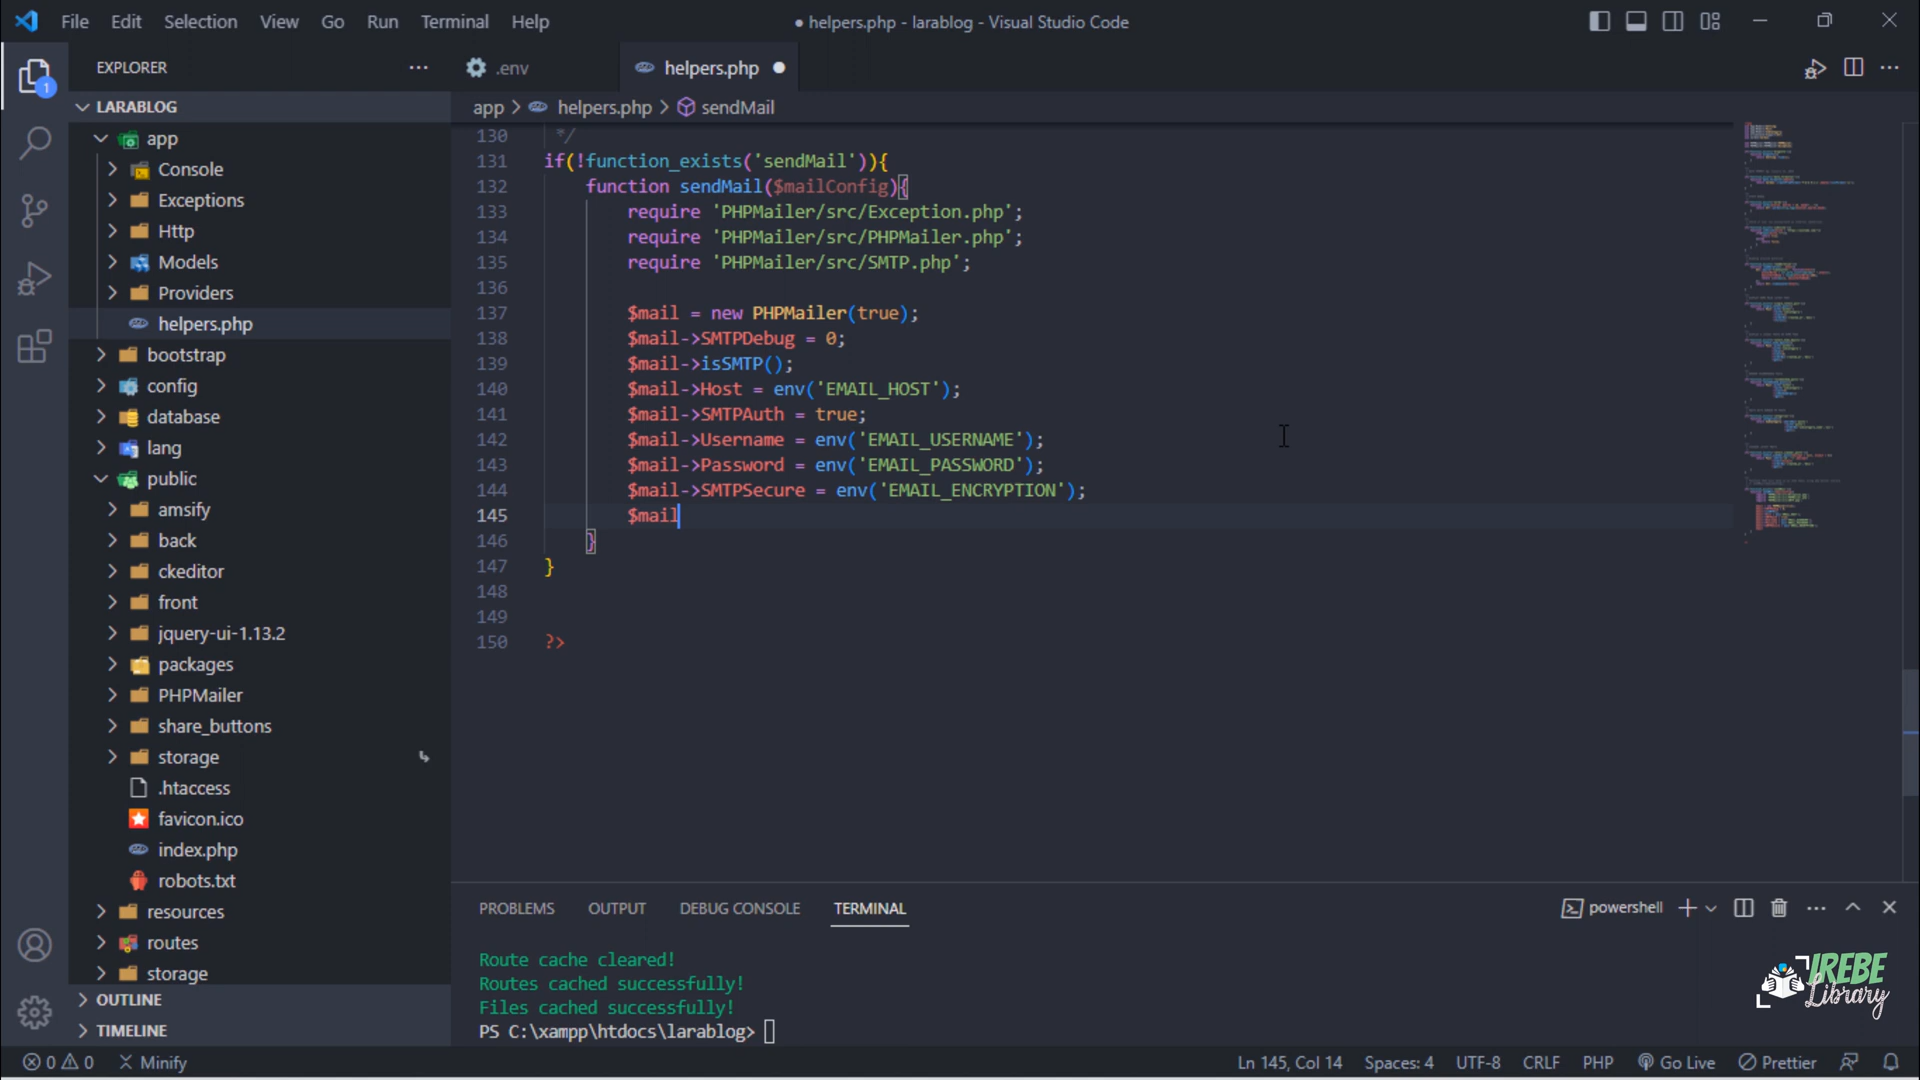 File Edit Selection View Go Run Terminal Help
● helpers.php - larablog - Visual Studio Code
EXPLORER
LARABLOG
app
Console
Exceptions
Http
Models
Providers
helpers.php
bootstrap
config
database
lang
public
amsify
back
ckeditor
front
jquery-ui-1.13.2
packages
PHPMailer
share_buttons
storage
.htaccess
favicon.ico
index.php
robots.txt
resources
routes
storage
OUTLINE
TIMELINE
.env
helpers.php
app > helpers.php > sendMail
130 */
131 if(!function_exists('sendMail')){
132 function sendMail($mailConfig){
133 require 'PHPMailer/src/Exception.php';
134 require 'PHPMailer/src/PHPMailer.php';
135 require 'PHPMailer/src/SMTP.php';
136
137 $mail = new PHPMailer(true);
138 $mail->SMTPDebug = 0;
139 $mail->isSMTP();
140 $mail->Host = env('EMAIL_HOST');
141 $mail->SMTPAuth = true;
142 $mail->Username = env('EMAIL_USERNAME');
143 $mail->Password = env('EMAIL_PASSWORD');
144 $mail->SMTPSecure = env('EMAIL_ENCRYPTION');
145 $mail
146 }
147 }
148
149
150 ?>
PROBLEMS OUTPUT DEBUG CONSOLE TERMINAL
powershell
Route cache cleared!
Routes cached successfully!
Files cached successfully!
PS C:\xampp\htdocs\larablog>
IREBE
Library
1
0 0 Minify
Ln 145, Col 14 Spaces: 4 UTF-8 CRLF PHP Go Live Prettier